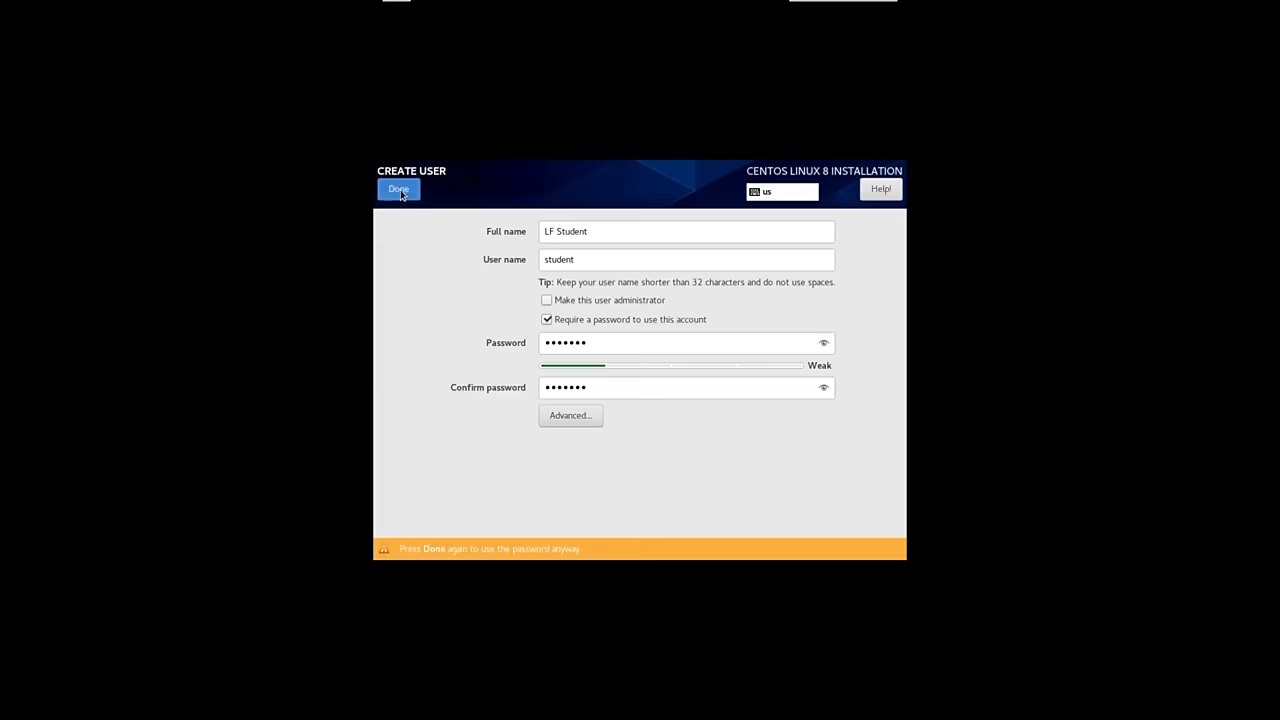 CREATE USER
CENTOS LINUX 8 INSTALLATION
Done
us
Help!
Full name
LF Student
User name
student
Tip: Keep your user name shorter than 32 characters and do not use spaces.
Make this user administrator
Require a password to use this account
Password
•••••••
Weak
Confirm password
•••••••
Advanced...
Press Done again to use the password anyway